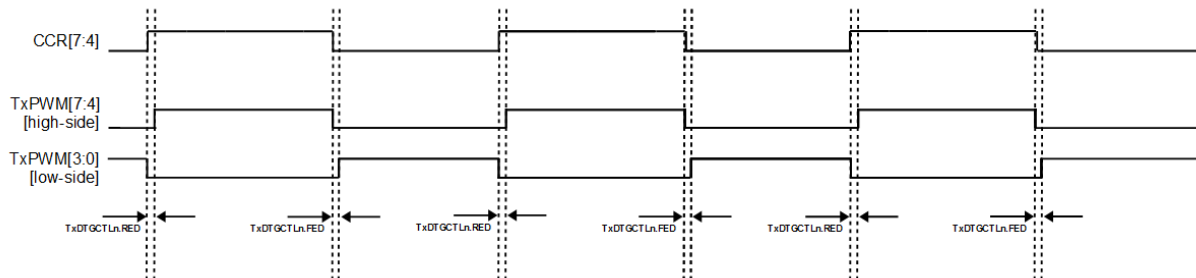 CCR[7:4]
TxPWM[7:4]
[high-side]
TxPWM[3:0]
[low-side]
TxDTGCTLn.RED TxDTGCTLn.FED TxDTGCTLn.RED TxDTGCTLn.FED TxDTGCTLn.RED TxDTGCTLn.FED